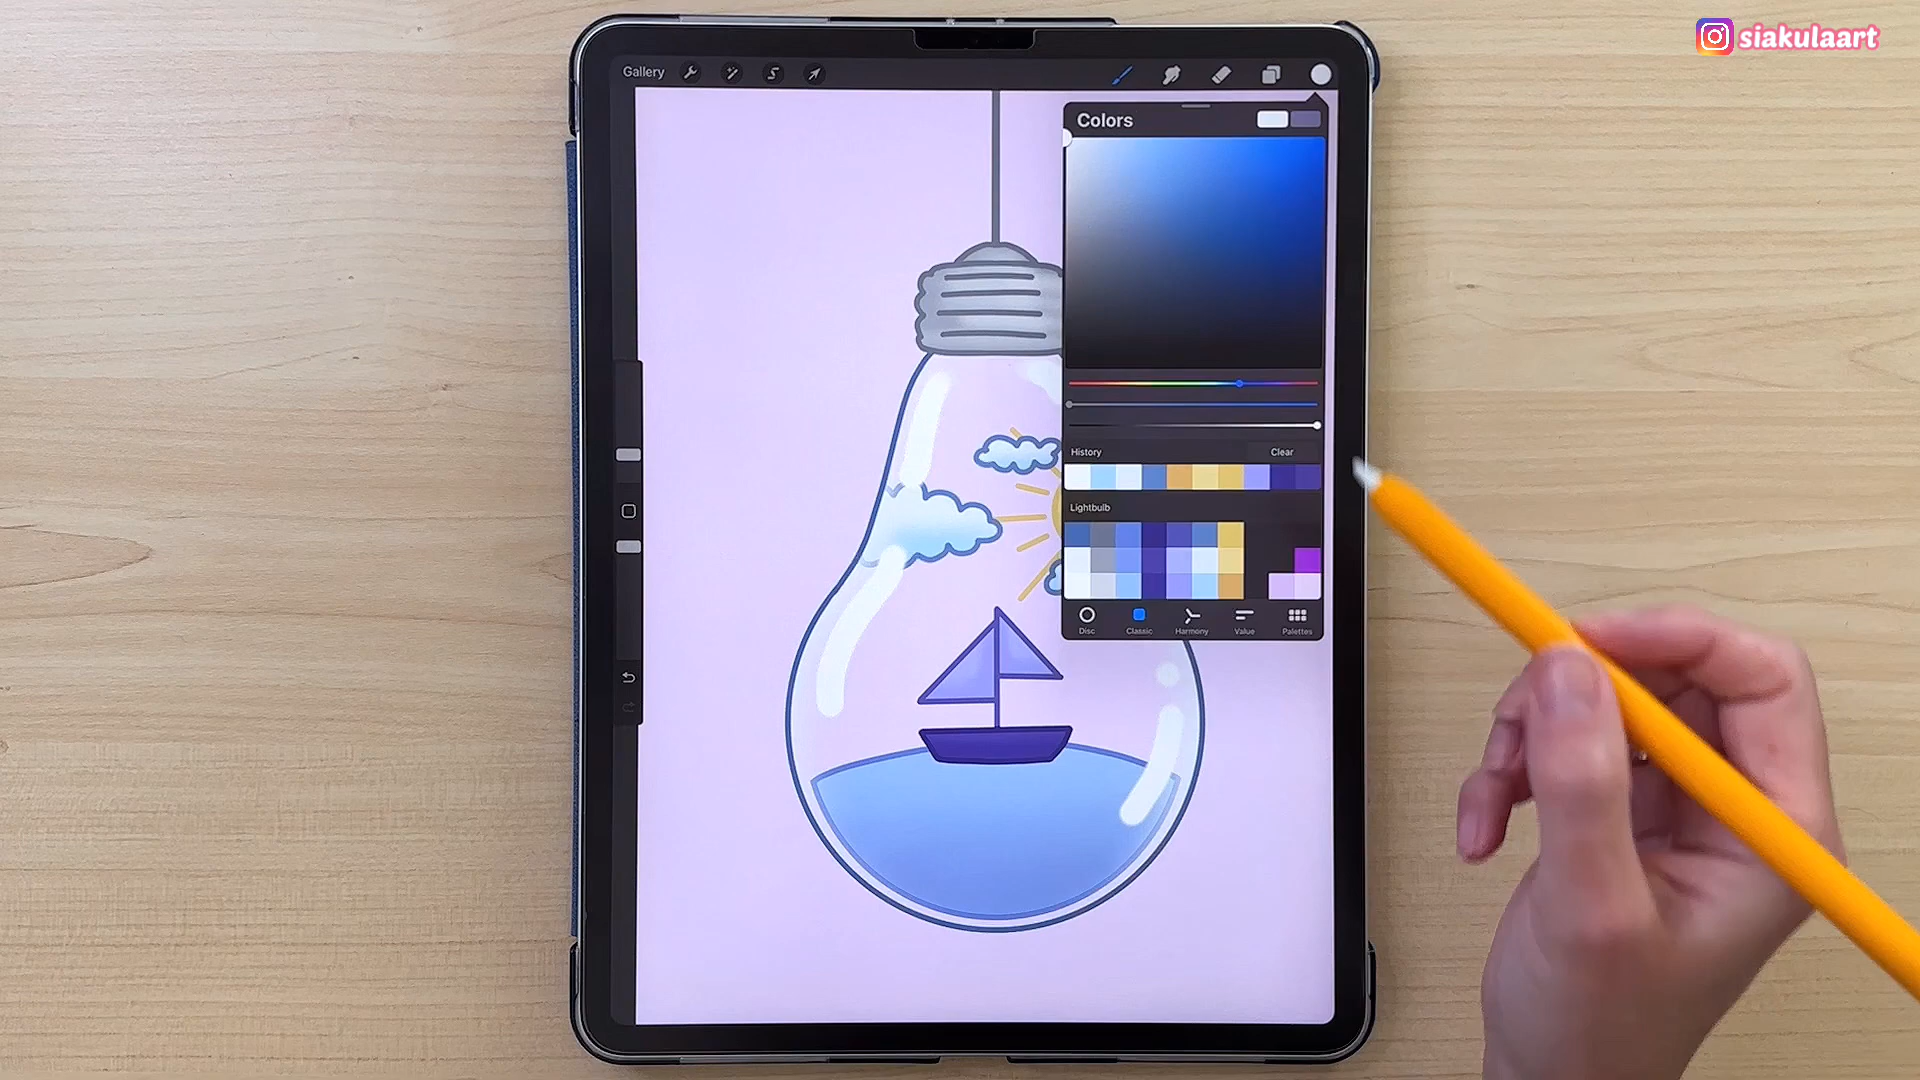 siakulaart
Gallery
Colors
History
Clear
Lightbulb
Disc
Classic
Harmony
Value
Palettes